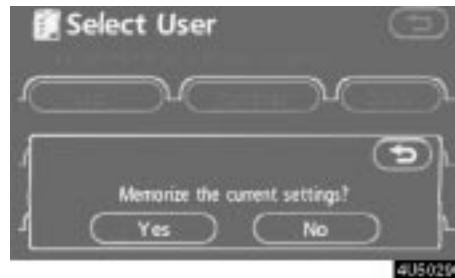 Select User
Memorize the current settings?
Yes No
4U5029